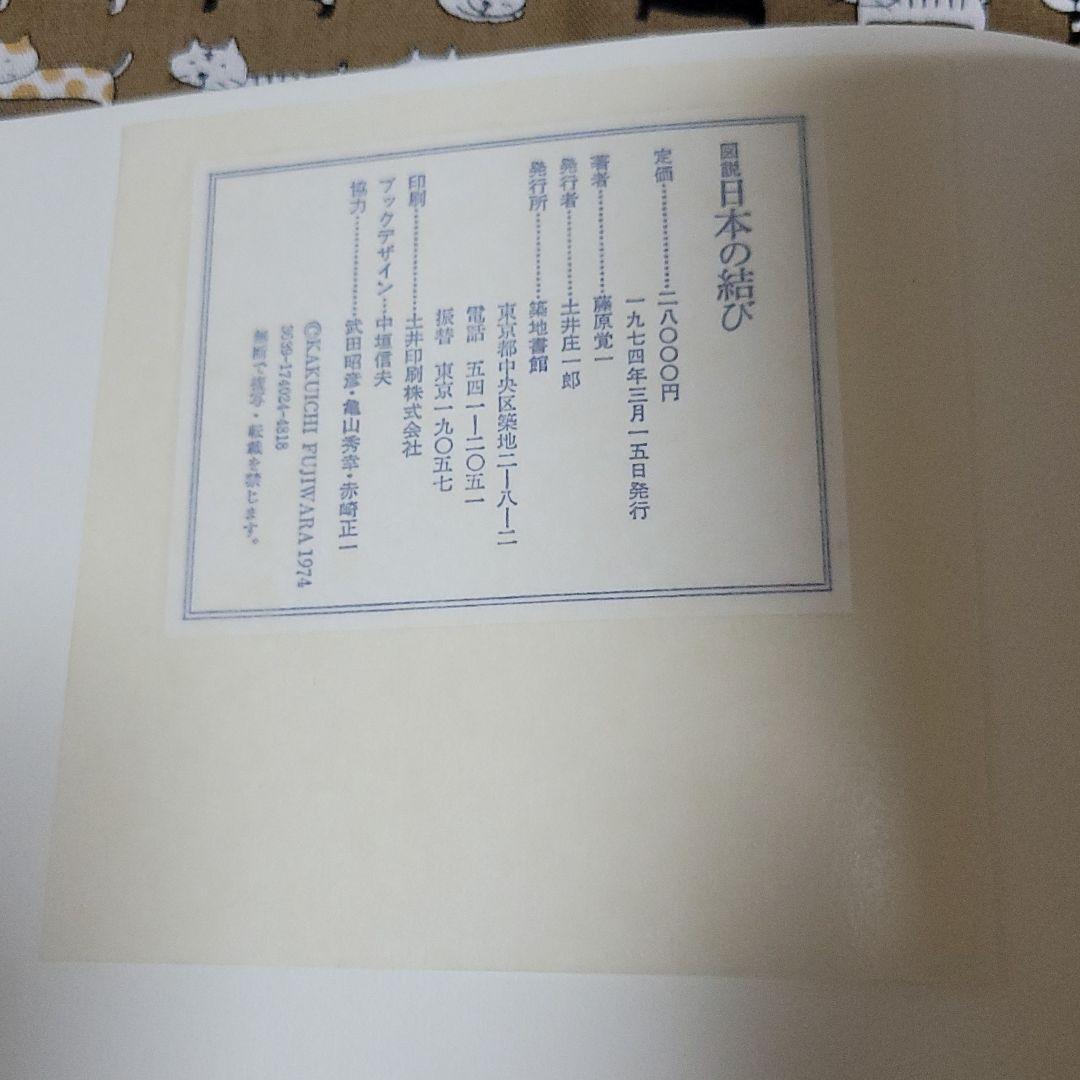 図説 日本の結び
定価……………二八〇〇〇円
一九七四年三月一五日発行
著者……………藤原覚一
発行者…………土井庄一郎
発行所…………築地書館
東京都中央区築地二ー八ー二
電話 五四一ー二〇五一
振替 東京一九〇五七
印刷……………土井印刷株式会社
ブックデザイン…中垣信夫
協力……………武田昭彦・亀山秀幸・赤崎正一
©KAKUICHI FUJIWARA 1974
3039-174024-4818
無断で複写・転載を禁じます。